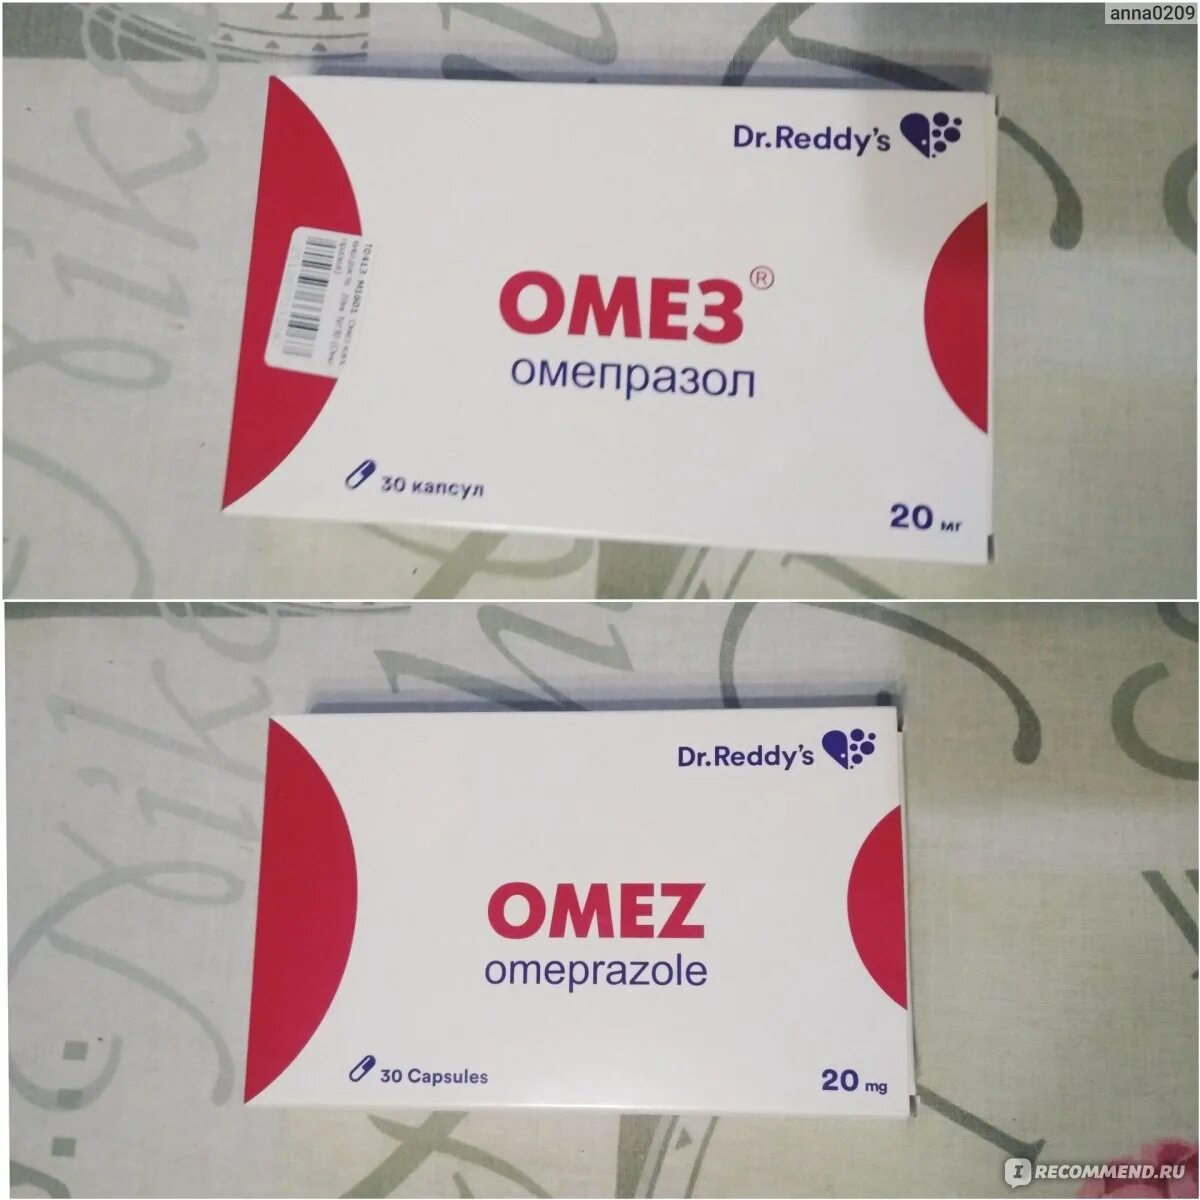 anna0209
Dr.Reddy's
ОМЕЗ®
омепразол
30 капсул
20 мг
Dr.Reddy's
OMEZ
omeprazole
30 Capsules
20 mg
RECOMMEND.RU